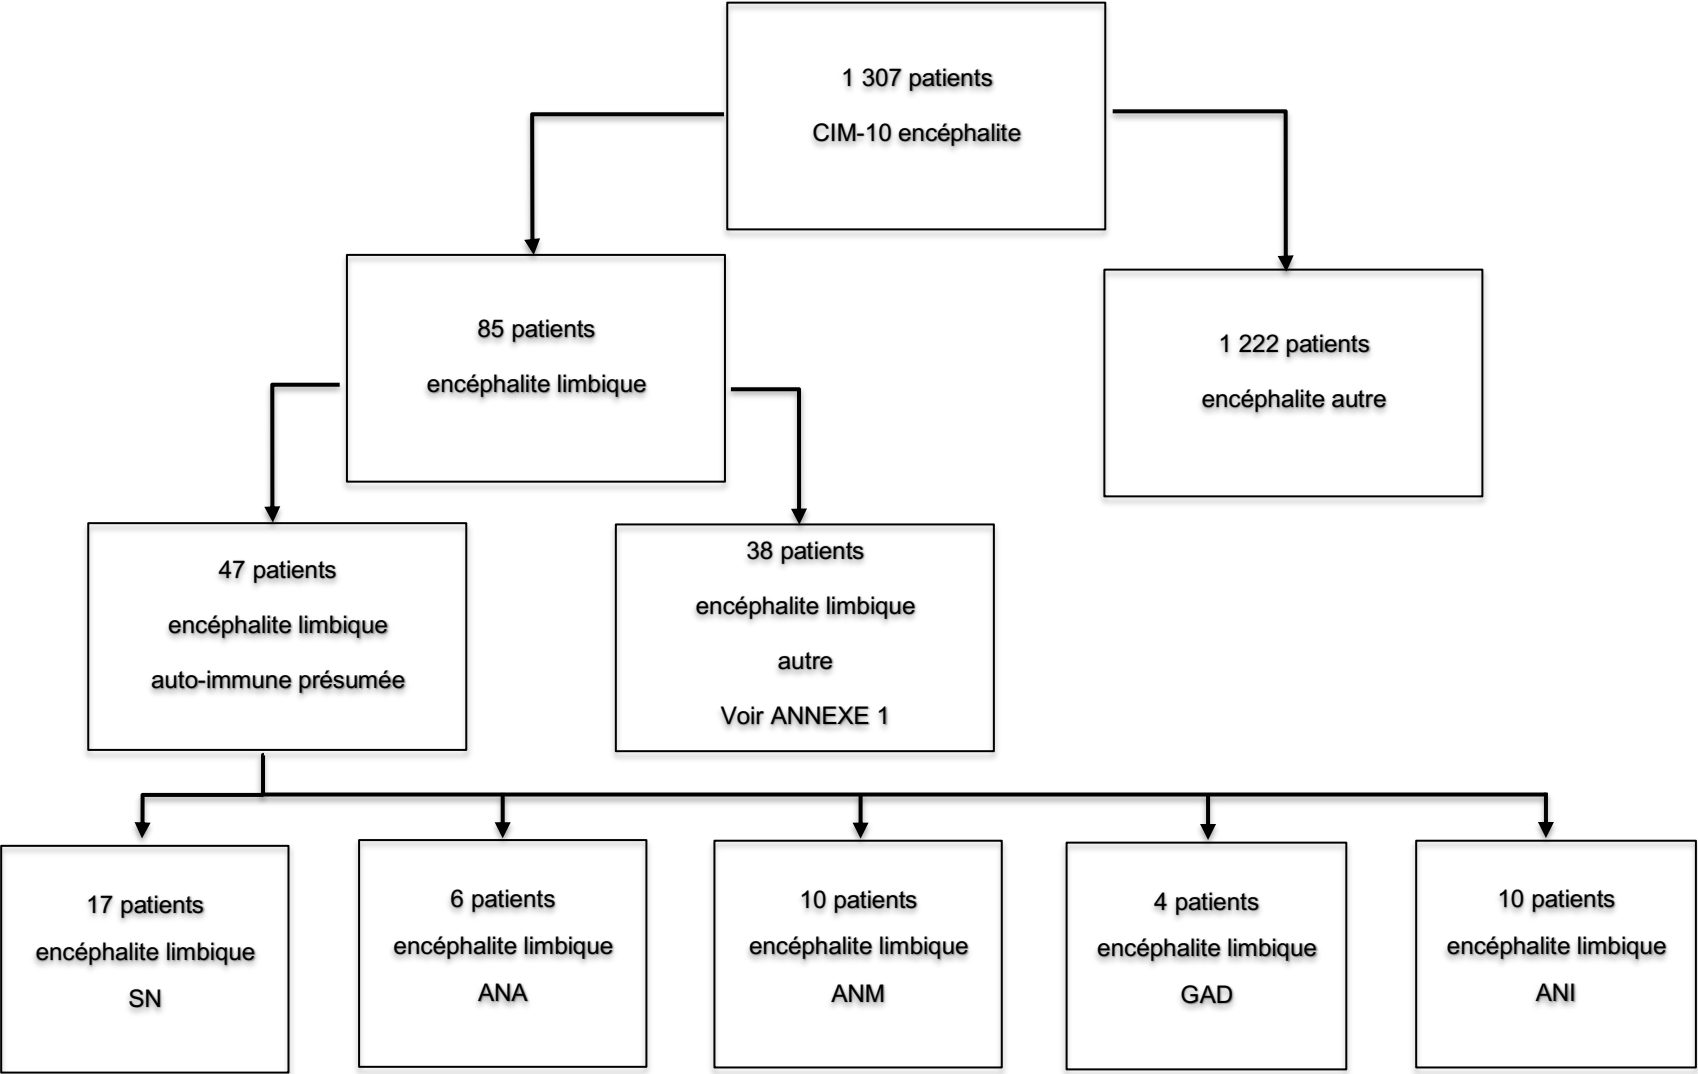 1 307 patients
CIM-10 encéphalite
85 patients
encéphalite limbique
1 222 patients
encéphalite autre
47 patients
encéphalite limbique
auto-immune présumée
38 patients
encéphalite limbique
autre
Voir ANNEXE 1
17 patients
encéphalite limbique
SN
6 patients
encéphalite limbique
ANA
10 patients
encéphalite limbique
ANM
4 patients
encéphalite limbique
GAD
10 patients
encéphalite limbique
ANI